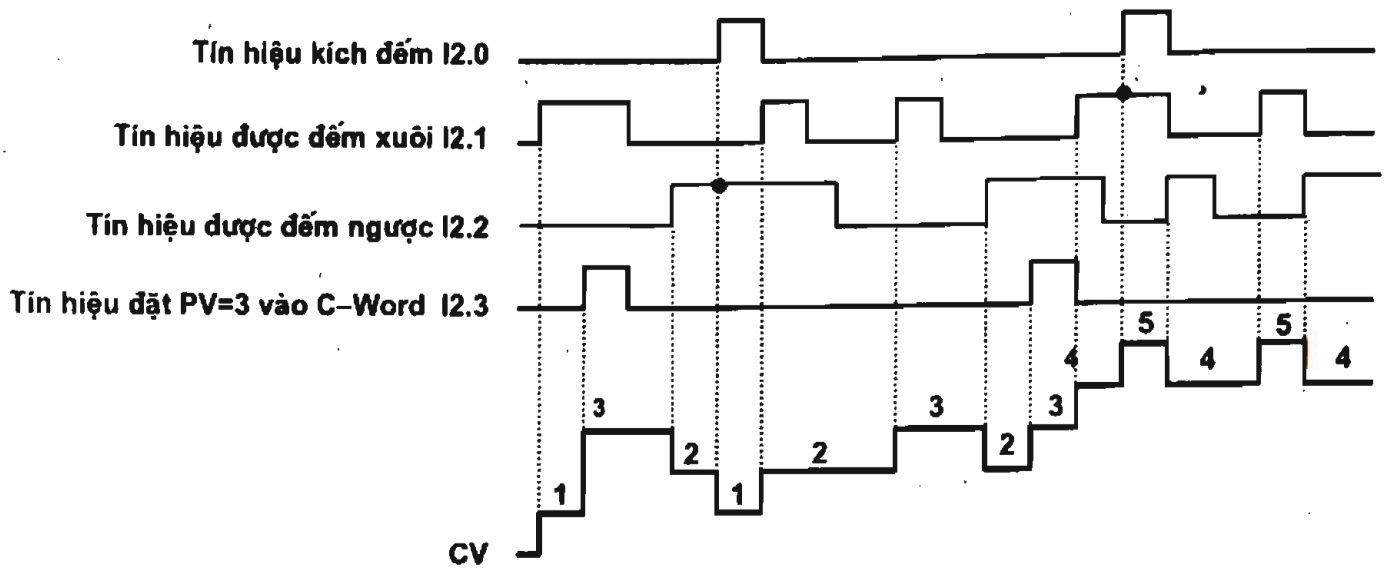 Tín hiệu kích đếm I2.0
Tín hiệu được đếm xuôi I2.1
Tín hiệu được đếm ngược I2.2
Tín hiệu đặt PV=3 vào C–Word I2.3
5 5
4 4 4
3 3 3
2 2 2
1 1
CV